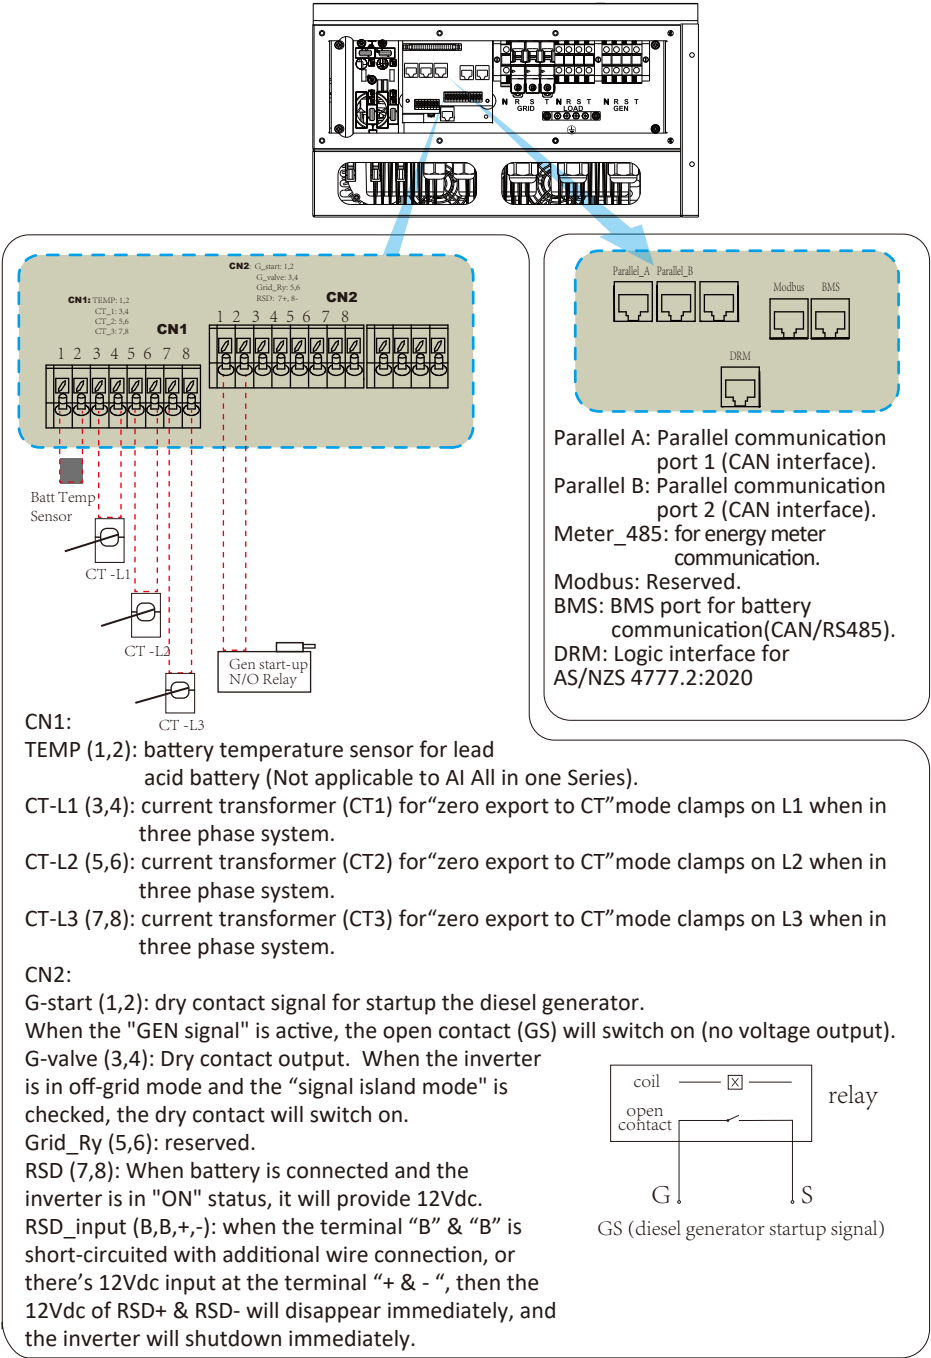 N R S T N R S T N R S T
GRID LOAD GEN
CN1: TEMP: 1,2
CT_1: 3,4
CT_2: 5,6
CT_3: 7,8
CN1
1 2 3 4 5 6 7 8
CN2: G_start: 1,2
G_valve: 3,4
Grid_Ry: 5,6
RSD: 7+, 8-
CN2
1 2 3 4 5 6 7 8
Batt Temp
Sensor
CT -L1
CT -L2
CT -L3
Gen start-up
N/O Relay
Parallel_A Parallel_B
Modbus BMS
DRM
Parallel A: Parallel communication
port 1 (CAN interface).
Parallel B: Parallel communication
port 2 (CAN interface).
Meter_485: for energy meter
communication.
Modbus: Reserved.
BMS: BMS port for battery
communication(CAN/RS485).
DRM: Logic interface for
AS/NZS 4777.2:2020
CN1:
TEMP (1,2): battery temperature sensor for lead
acid battery (Not applicable to AI All in one Series).
CT-L1 (3,4): current transformer (CT1) for“zero export to CT”mode clamps on L1 when in
three phase system.
CT-L2 (5,6): current transformer (CT2) for“zero export to CT”mode clamps on L2 when in
three phase system.
CT-L3 (7,8): current transformer (CT3) for“zero export to CT”mode clamps on L3 when in
three phase system.
CN2:
G-start (1,2): dry contact signal for startup the diesel generator.
When the "GEN signal" is active, the open contact (GS) will switch on (no voltage output).
G-valve (3,4): Dry contact output. When the inverter
is in off-grid mode and the “signal island mode" is
checked, the dry contact will switch on.
Grid_Ry (5,6): reserved.
RSD (7,8): When battery is connected and the
inverter is in "ON" status, it will provide 12Vdc.
RSD_input (B,B,+,-): when the terminal “B” & “B” is
short-circuited with additional wire connection, or
there’s 12Vdc input at the terminal “+ & - “, then the
12Vdc of RSD+ & RSD- will disappear immediately, and
the inverter will shutdown immediately.
coil
open
contact
relay
G S
GS (diesel generator startup signal)